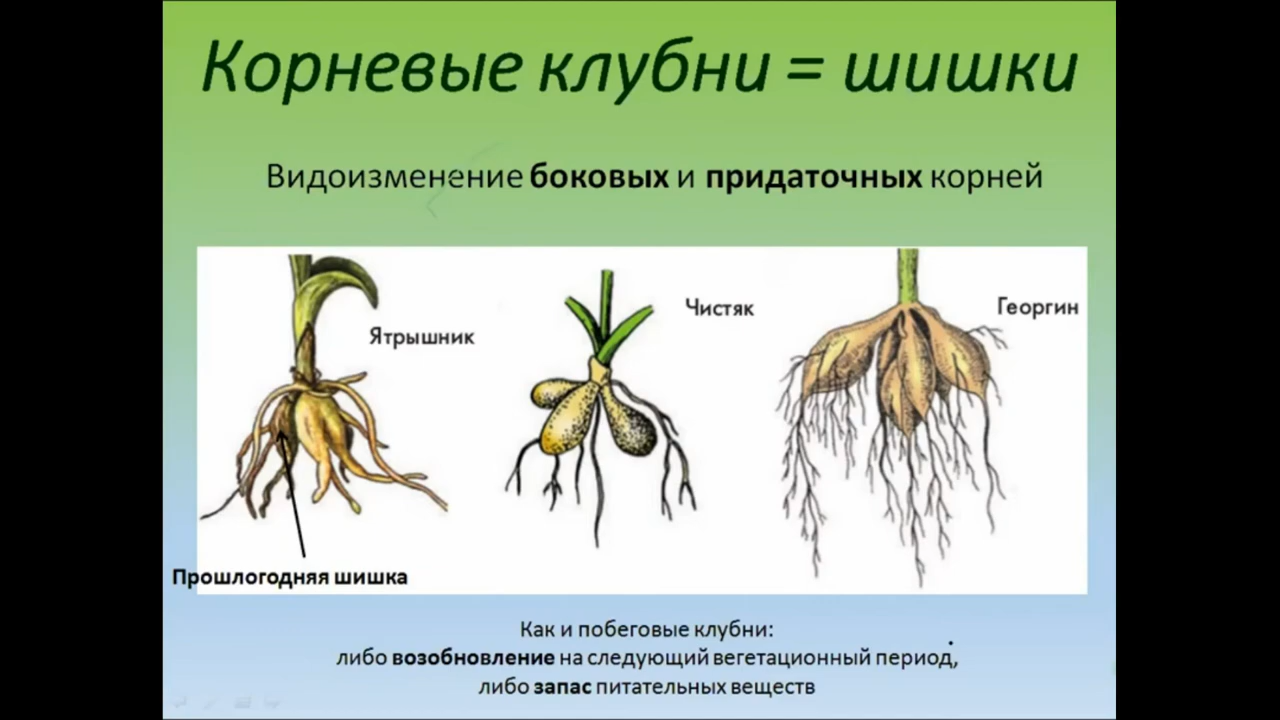 Корневые клубни = шишки
Видоизменение боковых и придаточных корней
Ятрышник
Чистяк
Георгин
Прошлогодняя шишка
Как и побеговые клубни:
либо возобновление на следующий вегетационный период,
либо запас питательных веществ